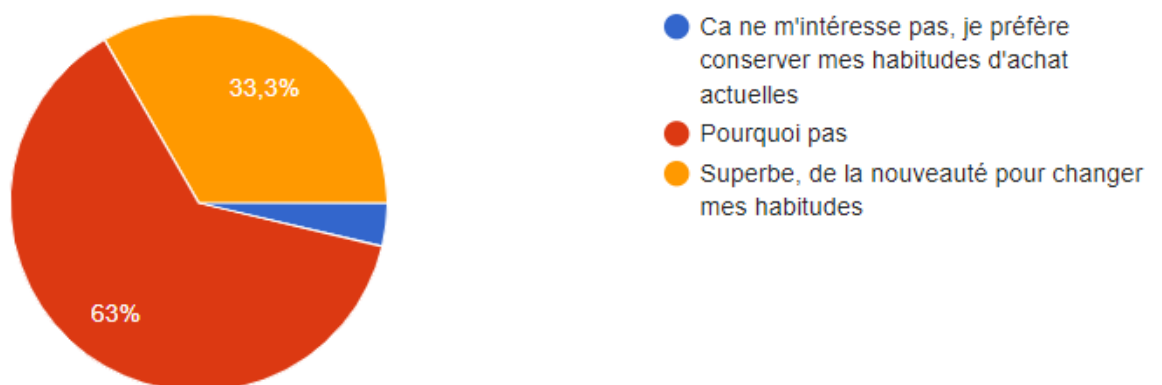 33,3%
63%
Ca ne m'intéresse pas, je préfère
conserver mes habitudes d'achat
actuelles
Pourquoi pas
Superbe, de la nouveauté pour changer
mes habitudes